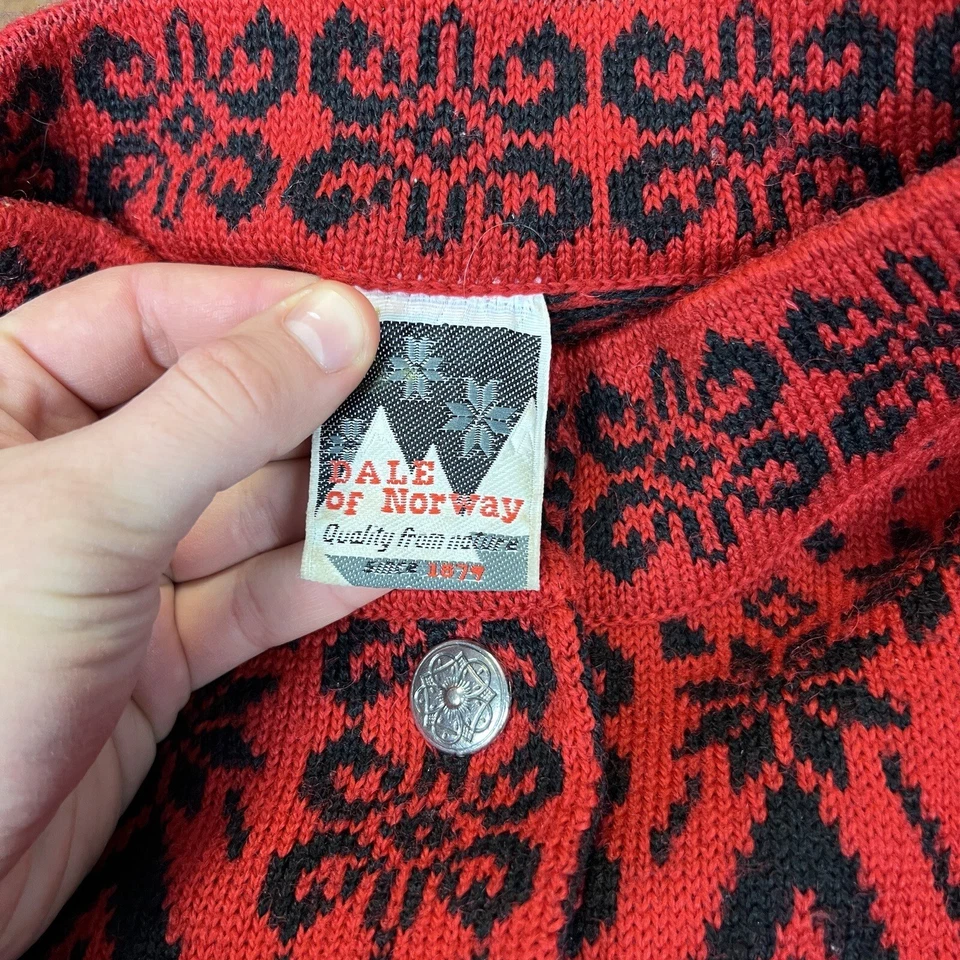 DALE
of Norway
Quality from nature
since 1879